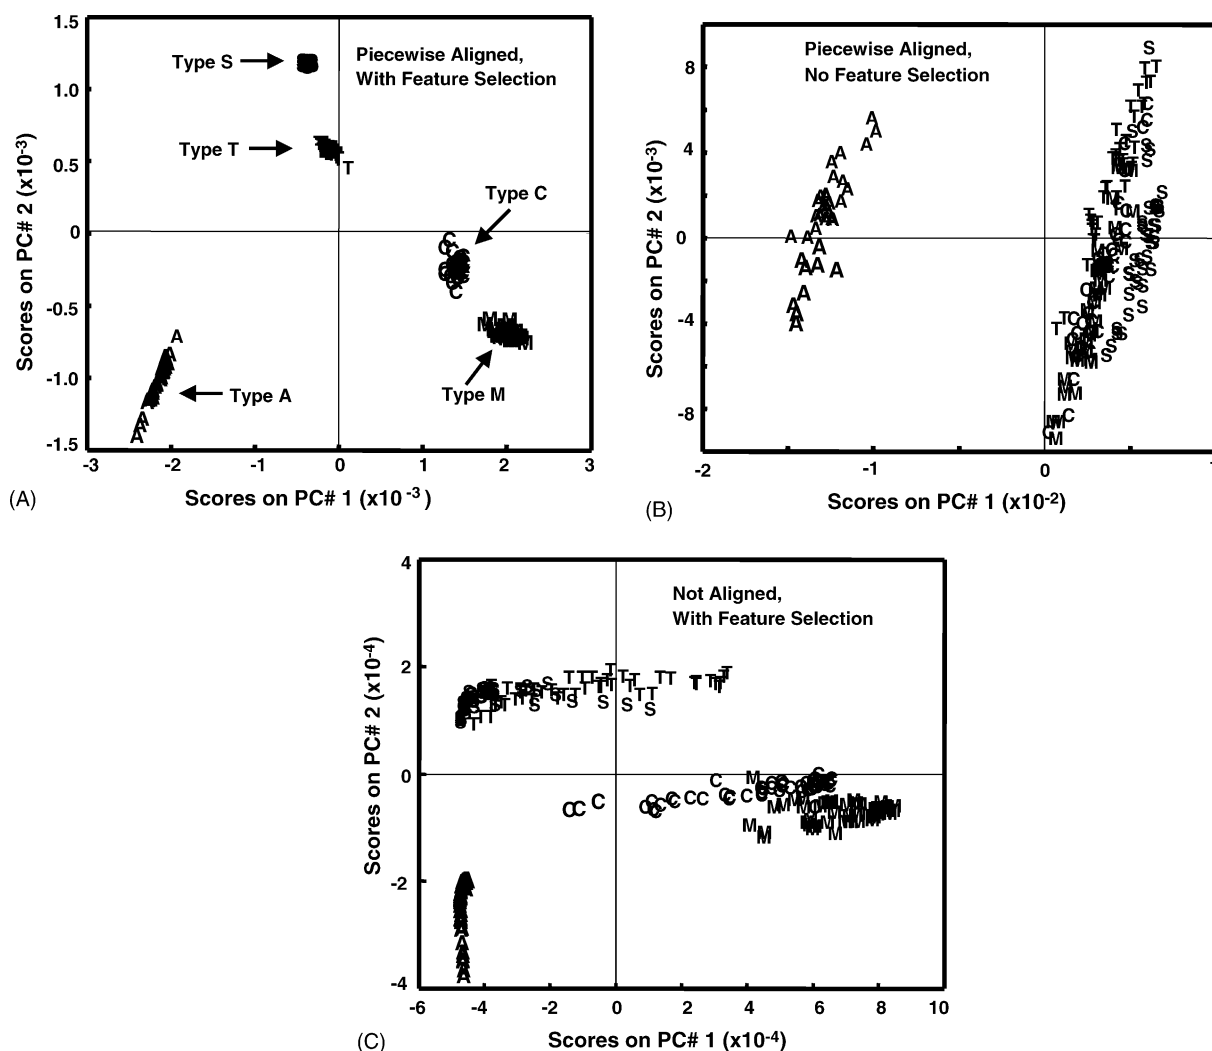 1.5
1.0
0.5
0
-0.5
-1.0
-1.5
Scores on PC# 2 (x10-3)
Type S
Piecewise Aligned,
With Feature Selection
Type T
T
Type C
Type M
Type A
A
-3 -2 -1 0 1 2 3
Scores on PC# 1 (x10 -3 )
(A)
8
4
0
-4
-8
Scores on PC# 2 (x10-3)
Piecewise Aligned,
No Feature Selection
-2 -1 0 1
Scores on PC# 1 (x10-2)
(B)
4
2
0
-2
-4
Scores on PC# 2 (x10-4)
Not Aligned,
With Feature Selection
-6 -4 -2 0 2 4 6 8 10
Scores on PC# 1 (x10-4)
(C)